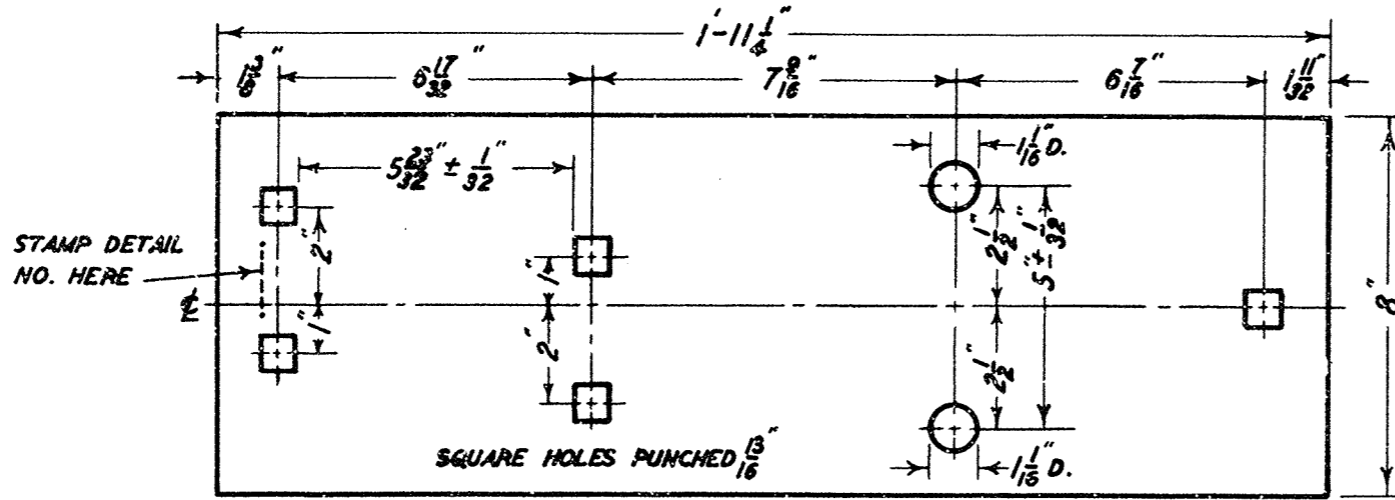 1'-11 1/4"
1 3/8"
6 17/32"
7 9/16"
6 7/16"
1 11/32"
5 23/32" ± 1/32"
1 1/16" D.
STAMP DETAIL
NO. HERE
2"
1"
2 1/2"
5" ± 1/32"
℄
1"
2"
2 1/2"
8"
SQUARE HOLES PUNCHED 13/16"
1 1/16" D.